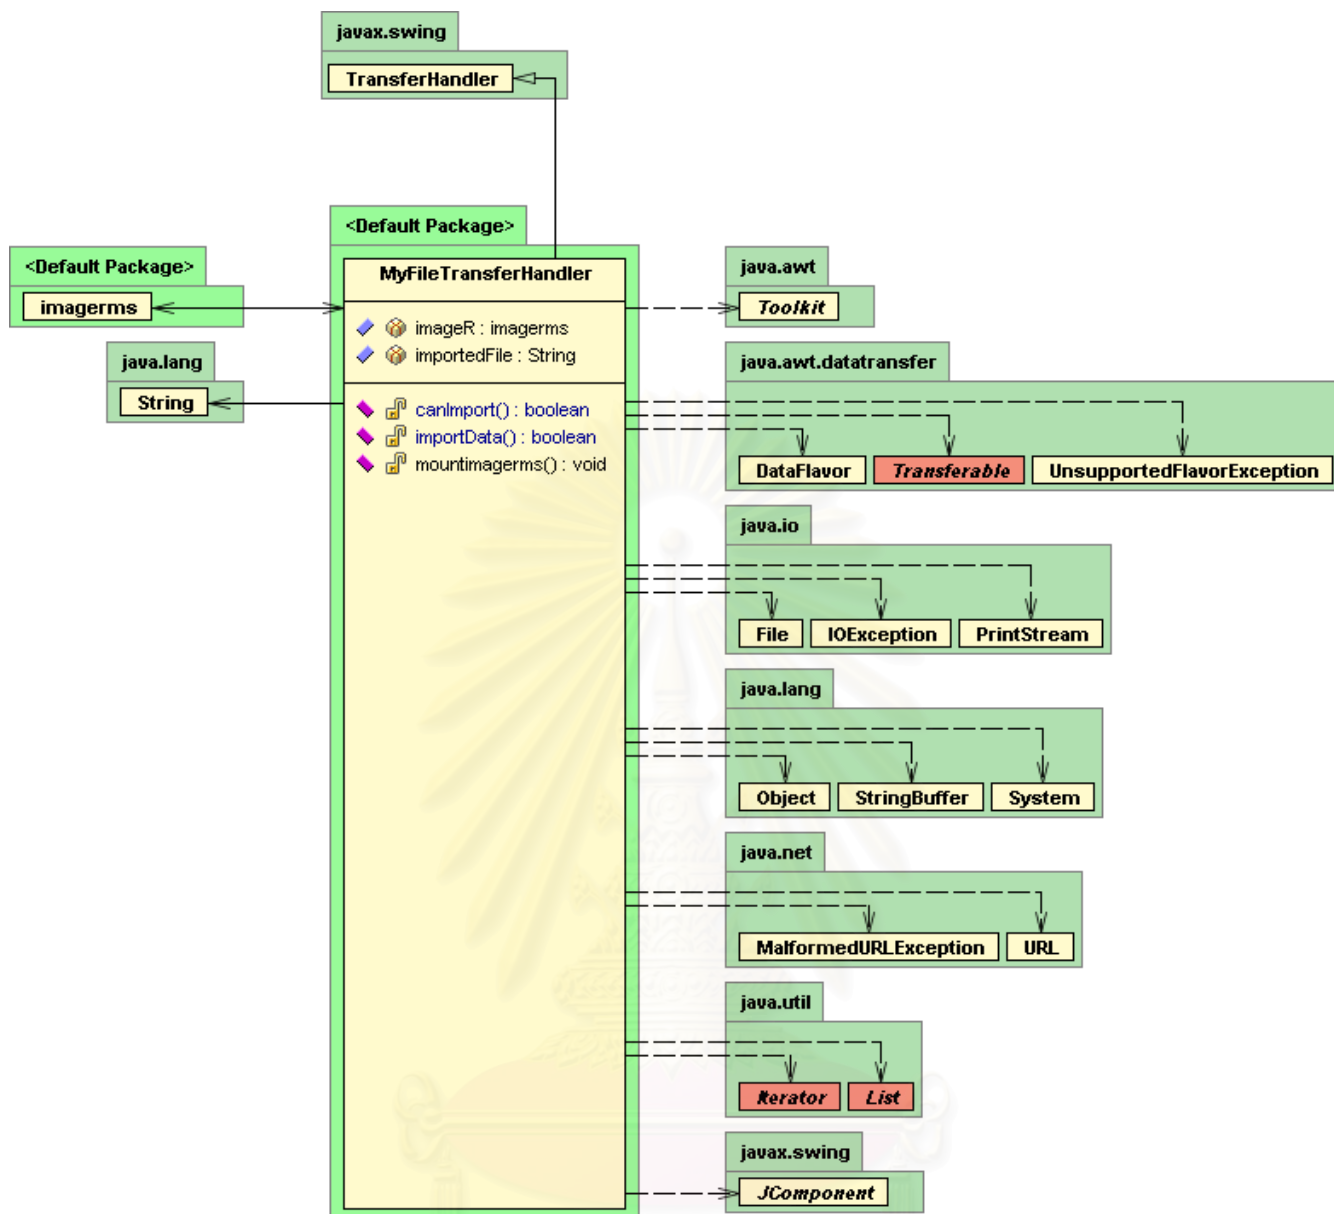 javax.swing
TransferHandler
<Default Package>
<Default Package>
imagerms
java.lang
String
MyFileTransferHandler
imageR : imagerms
importedFile : String
canImport() : boolean
importData() : boolean
mountimagerms() : void
java.awt
Toolkit
java.awt.datatransfer
DataFlavor
Transferable
UnsupportedFlavorException
java.io
File
IOException
PrintStream
java.lang
Object
StringBuffer
System
java.net
MalformedURLException
URL
java.util
Iterator
List
javax.swing
JComponent